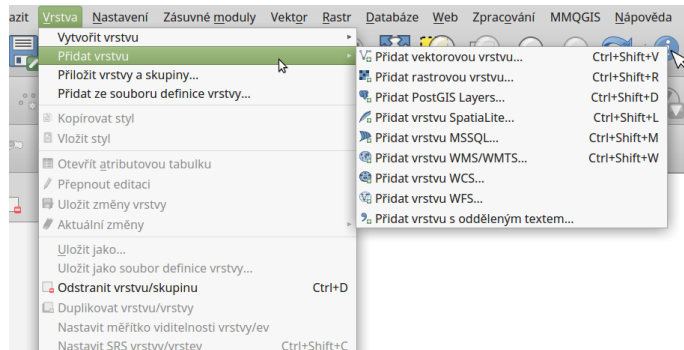 azit Vrstva Nastavení Zásuvné moduly Vektor Rastr Databáze Web Zpracování MMQGIS Nápověda
Vytvořit vrstvu
Přidat vrstvu
Přiložit vrstvy a skupiny...
Přidat ze souboru definice vrstvy...
Kopírovat styl
Vložit styl
Otevřít atributovou tabulku
Přepnout editaci
Uložit změny vrstvy
Aktuální změny
Uložit jako...
Uložit jako soubor definice vrstvy...
Odstranit vrstvu/skupinu Ctrl+D
Duplikovat vrstvu/vrstvy
Nastavit měřítko viditelnosti vrstvy/ev
Nastavit SRS vrstvy/vrstev Ctrl+Shift+C
Přidat vektorovou vrstvu... Ctrl+Shift+V
Přidat rastrovou vrstvu... Ctrl+Shift+R
Přidat PostGIS Layers... Ctrl+Shift+D
Přidat vrstvu SpatiaLite... Ctrl+Shift+L
Přidat vrstvu MSSQL... Ctrl+Shift+M
Přidat vrstvu WMS/WMTS... Ctrl+Shift+W
Přidat vrstvu WCS...
Přidat vrstvu WFS...
Přidat vrstvu s odděleným textem...